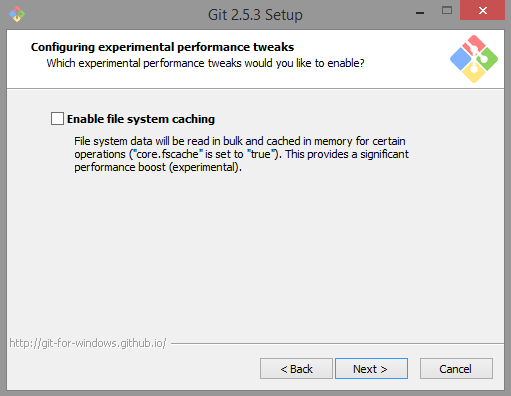 Git 2.5.3 Setup
Configuring experimental performance tweaks
Which experimental performance tweaks would you like to enable?
Enable file system caching
File system data will be read in bulk and cached in memory for certain
operations ("core.fscache" is set to "true"). This provides a significant
performance boost (experimental).
http://git-for-windows.github.io/
< Back Next > Cancel